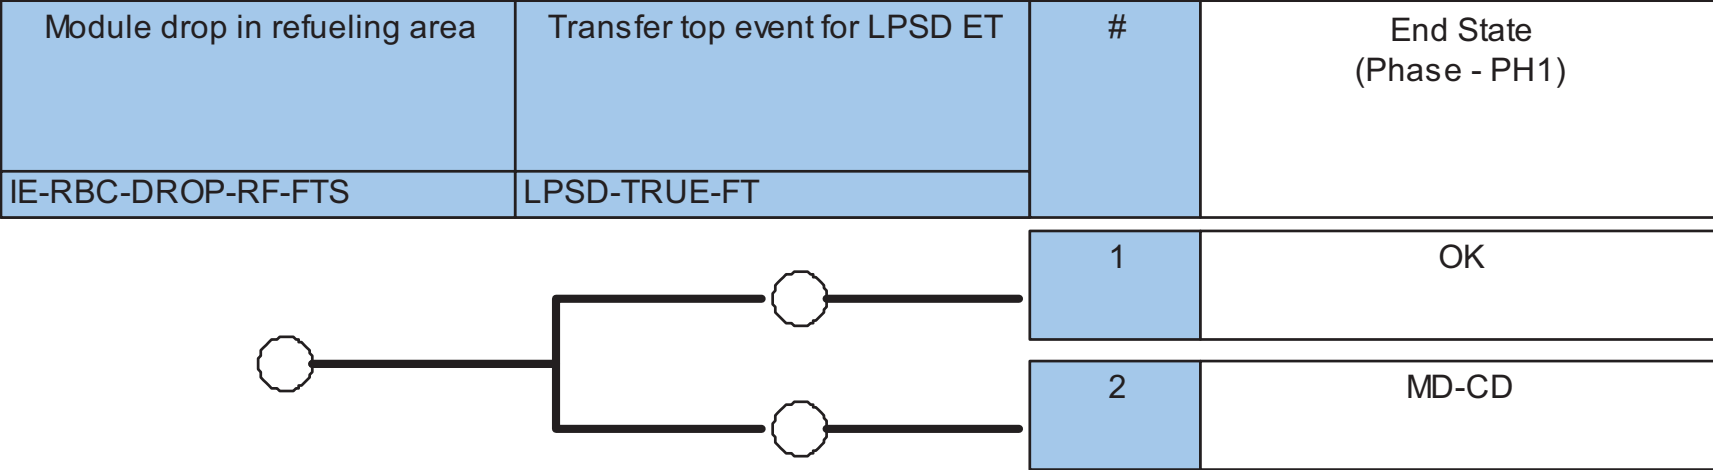 Module drop in refueling area
Transfer top event for LPSD ET
#
End State
(Phase - PH1)
IE-RBC-DROP-RF-FTS
LPSD-TRUE-FT
1
OK
2
MD-CD